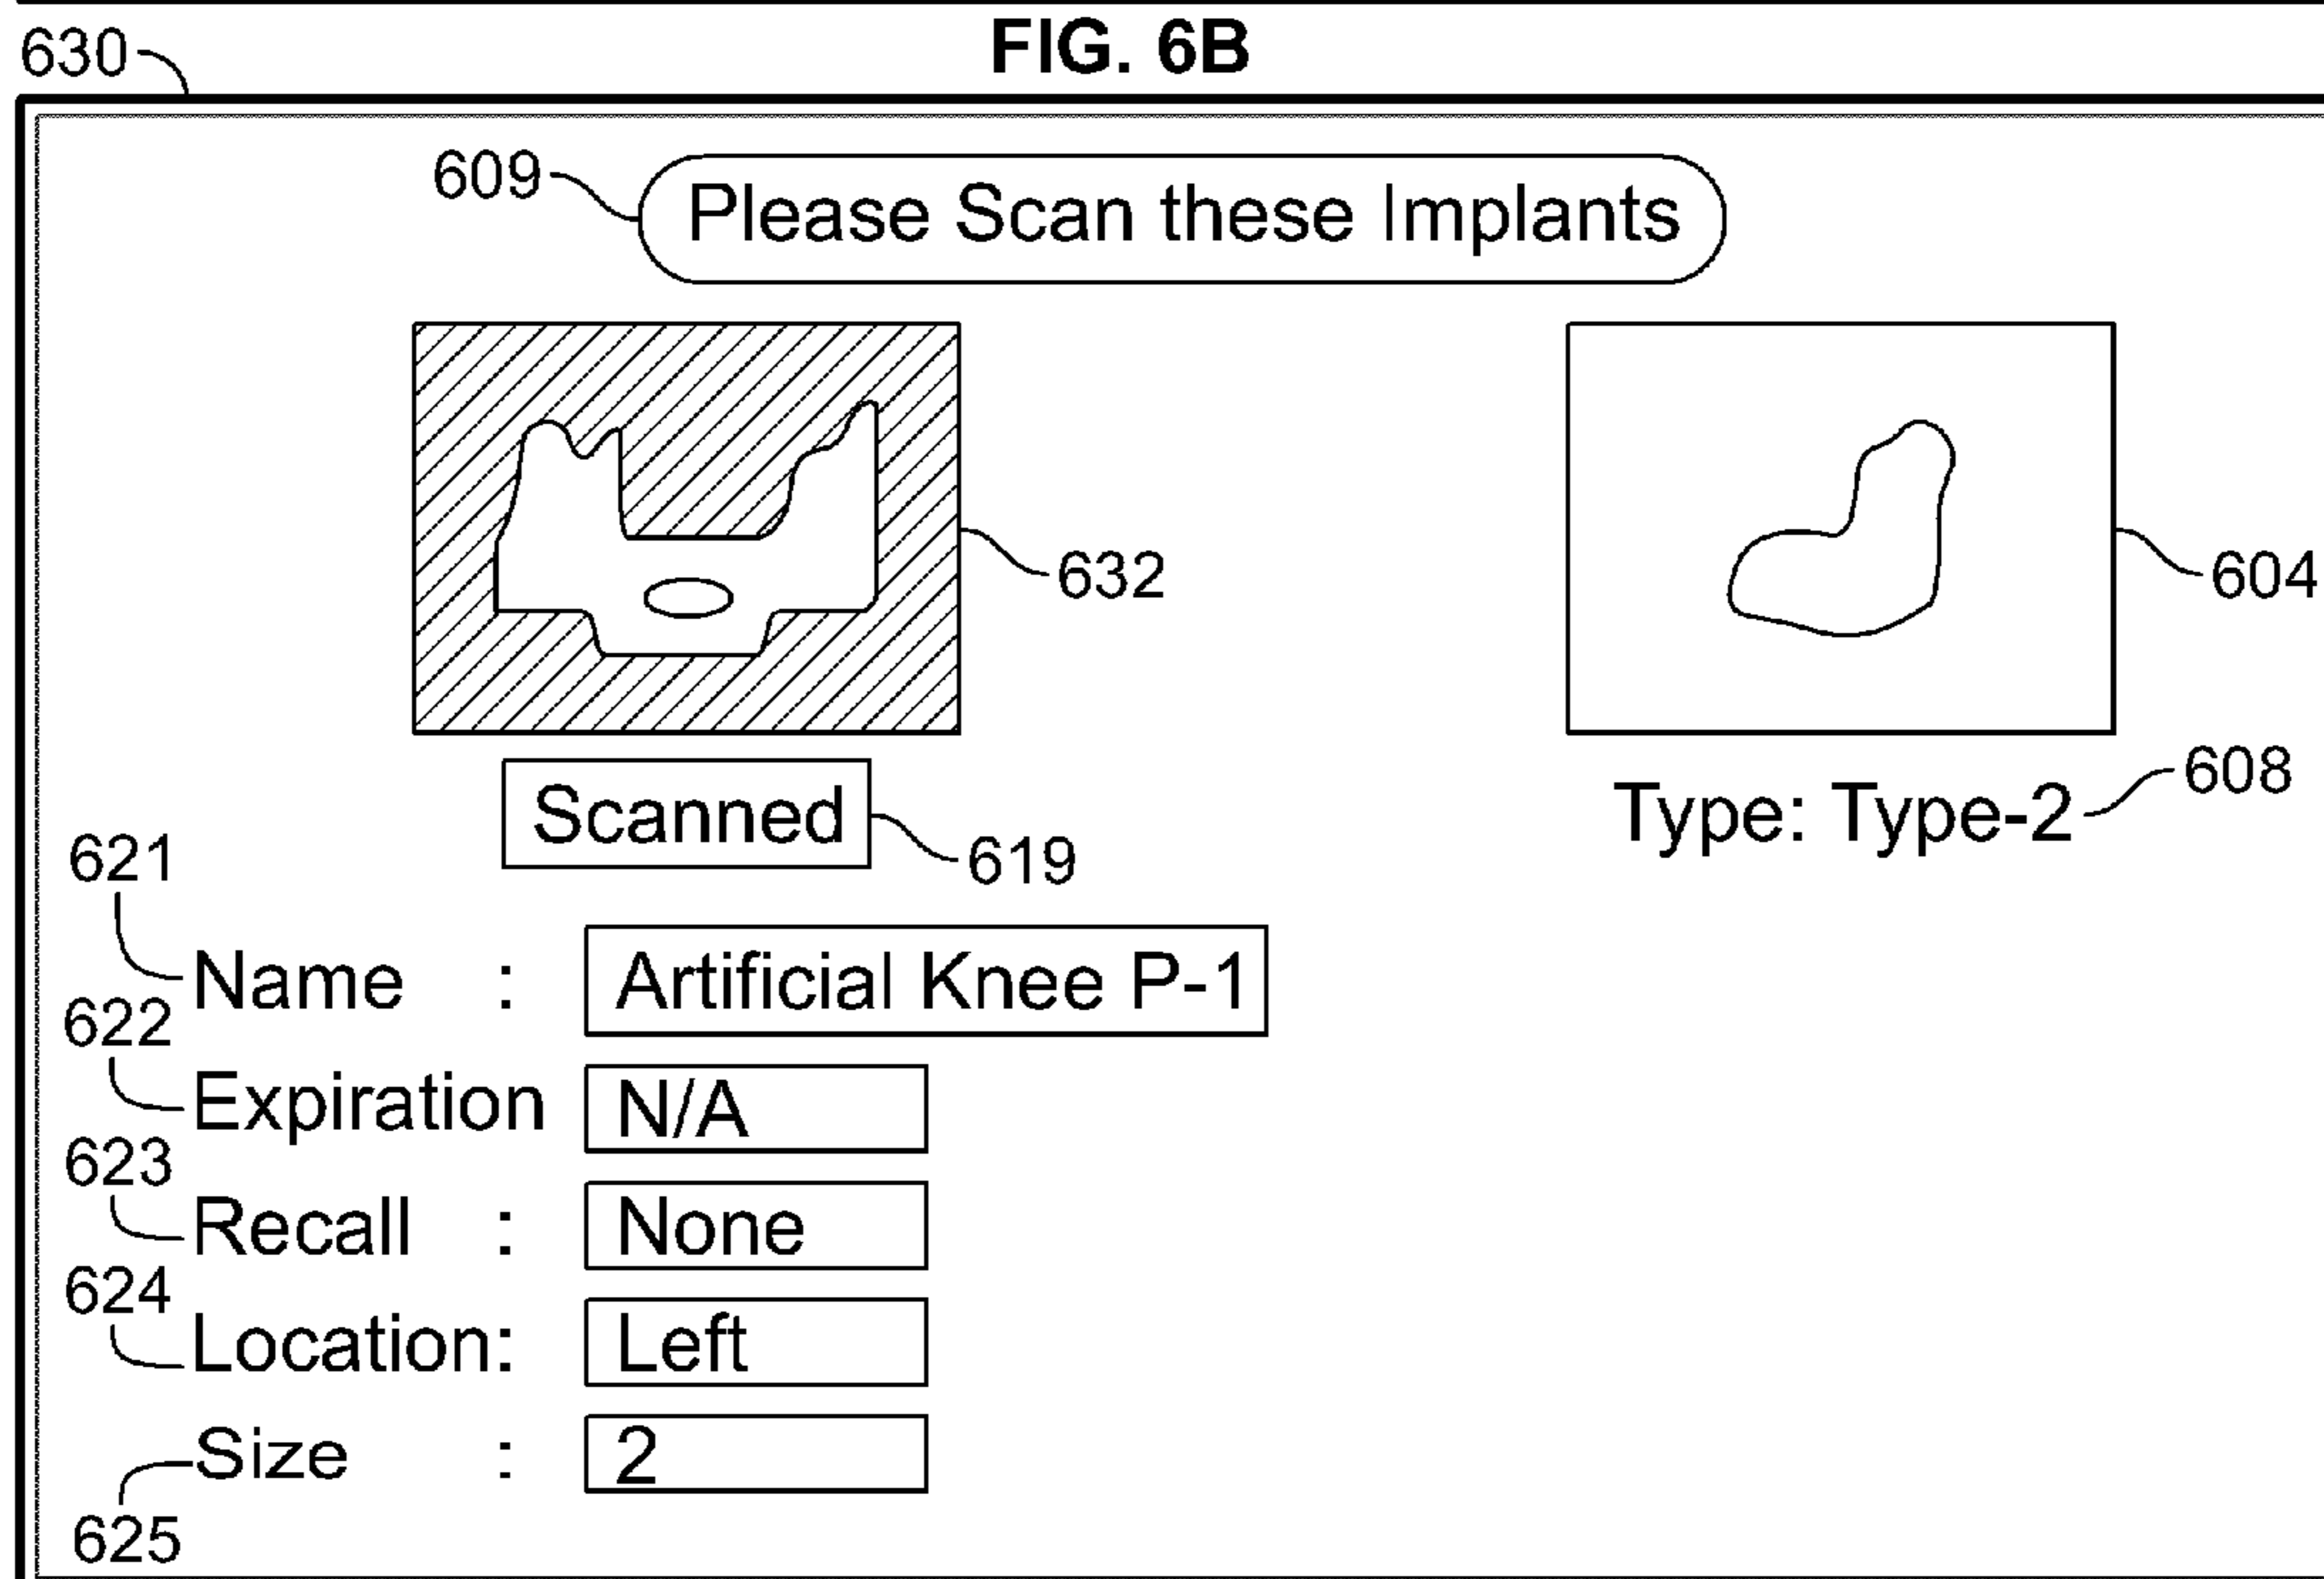 FIG. 6B
630
609
Please Scan these Implants
632
604
Scanned
619
Type: Type-2
608
621
Name : Artificial Knee P-1
622
Expiration N/A
623
Recall : None
624
Location: Left
Size : 2
625